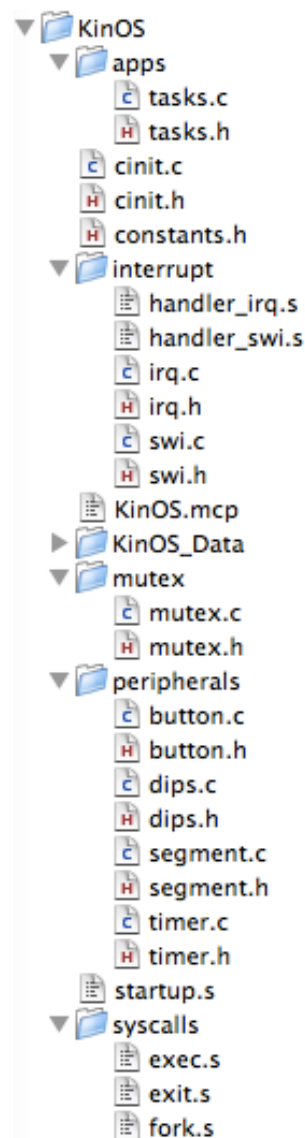 KinOS
apps
c tasks.c
H tasks.h
c cinit.c
H cinit.h
H constants.h
interrupt
handler_irq.s
handler_swi.s
c irq.c
H irq.h
c swi.c
H swi.h
KinOS.mcp
KinOS_Data
mutex
c mutex.c
H mutex.h
peripherals
c button.c
H button.h
c dips.c
H dips.h
c segment.c
H segment.h
c timer.c
H timer.h
startup.s
syscalls
exec.s
exit.s
fork.s